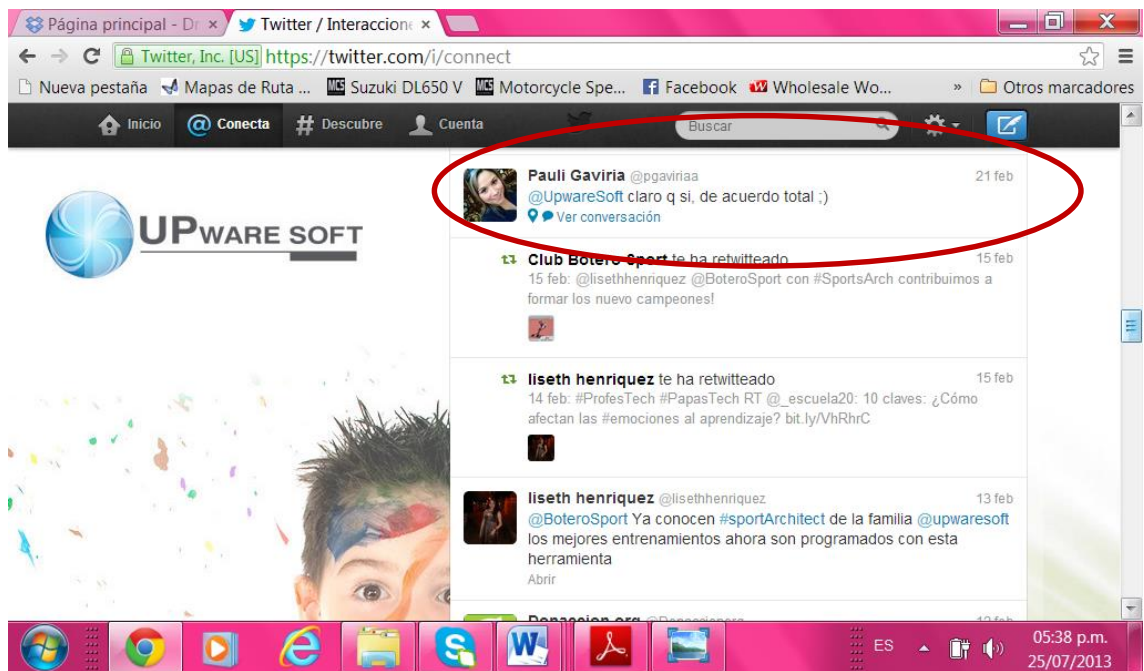 Página principal - Dr
Twitter / Interaccione
Twitter, Inc. [US] https://twitter.com/i/connect
Nueva pestaña Mapas de Ruta ... MCS Suzuki DL650 V MCS Motorcycle Spe... Facebook Wholesale Wo... » Otros marcadores
Inicio @ Conecta # Descubre Cuenta Buscar
UPWARE SOFT
Pauli Gaviria @pgaviriaa 21 feb
@UpwareSoft claro q si, de acuerdo total ;)
Ver conversación
Club Botero Sport te ha retwitteado 15 feb
15 feb: @lisethhenriquez @BoteroSport con #SportsArch contribuimos a
formar los nuevo campeones!
liseth henriquez te ha retwitteado 15 feb
14 feb: #ProfesTech #PapasTech RT @_escuela20: 10 claves: ¿Cómo
afectan las #emociones al aprendizaje? bit.ly/VhRhrC
liseth henriquez @lisethhenriquez 13 feb
@BoteroSport Ya conocen #sportArchitect de la familia @upwaresoft
los mejores entrenamientos ahora son programados con esta
herramienta
Abrir
ES 05:38 p.m.
25/07/2013